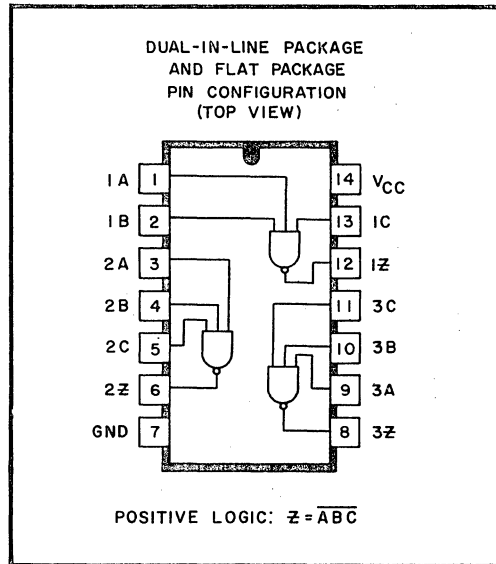 DUAL-IN-LINE PACKAGE
AND FLAT PACKAGE
PIN CONFIGURATION
(TOP VIEW)
1A 1 14 VCC
1B 2 13 1C
2A 3 12 1Z
2B 4 11 3C
2C 5 10 3B
2Z 6 9 3A
GND 7 8 3Z
POSITIVE LOGIC: Z = A̅B̅C̅